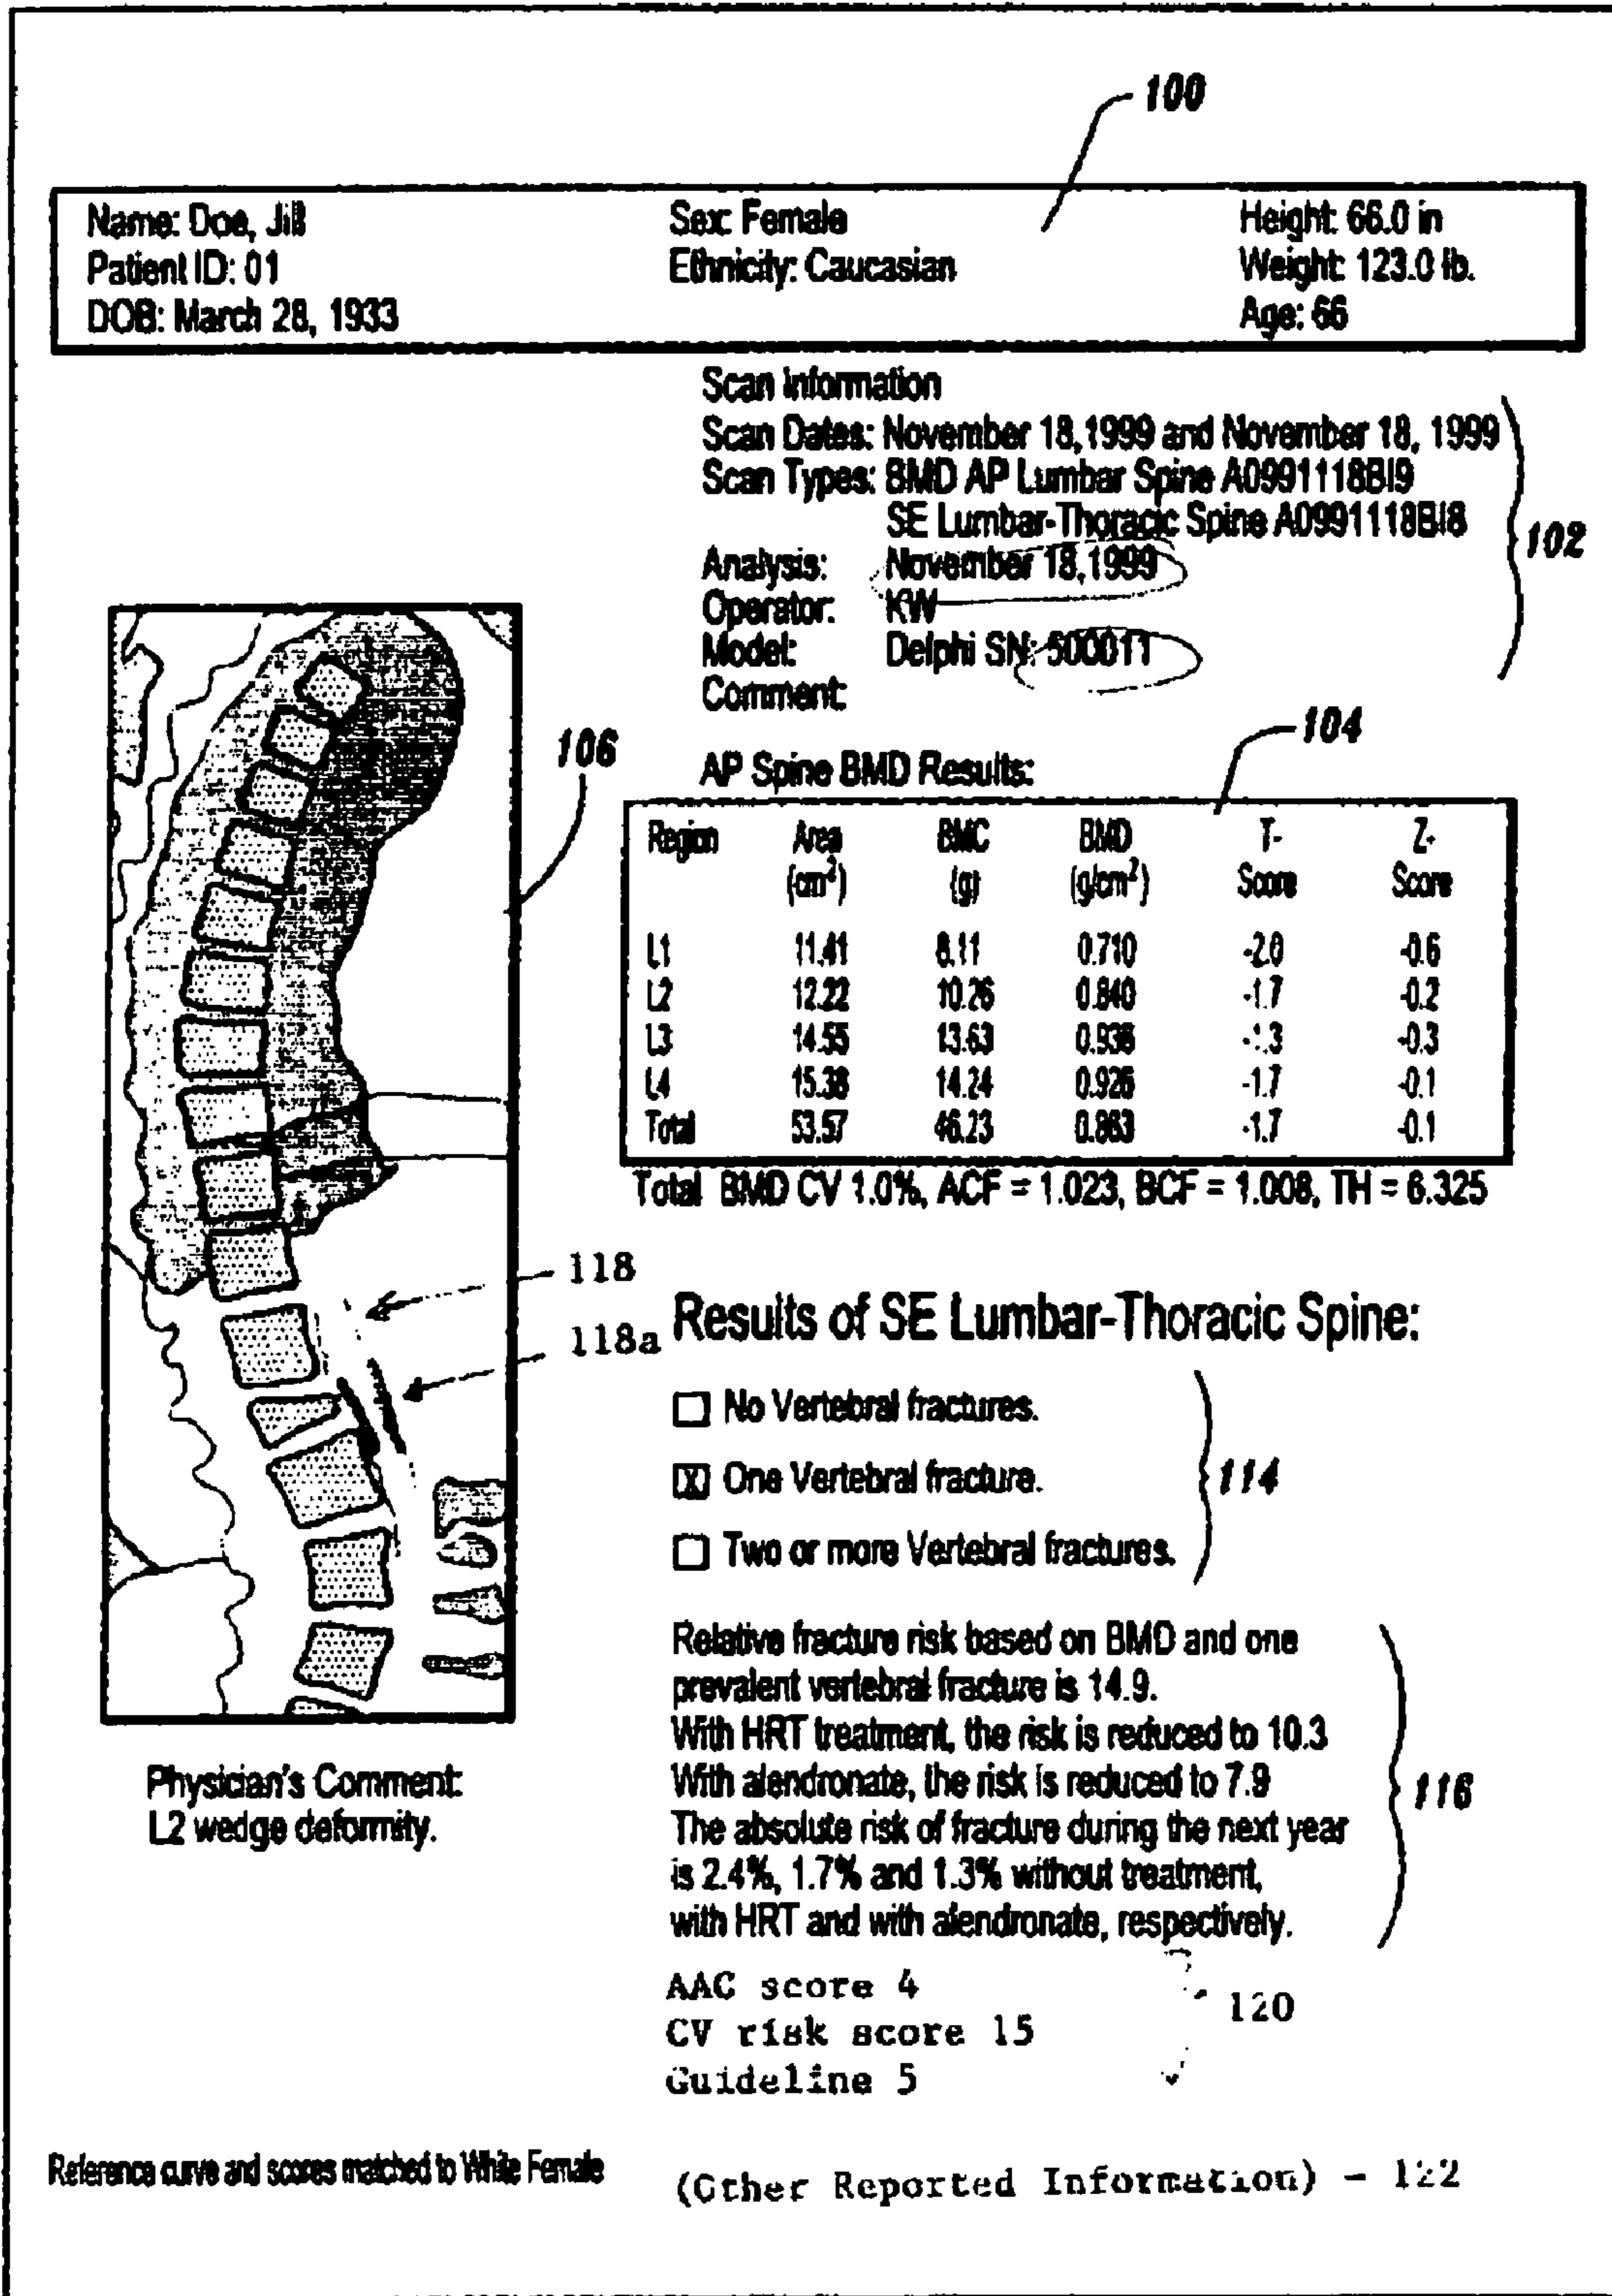 100
Name: Doe, Jill Sex: Female Height: 66.0 in
Patient ID: 01 Ethnicity: Caucasian Weight: 123.0 lb.
DOB: March 28, 1933 Age: 66
Scan Information
Scan Dates: November 18,1999 and November 18, 1999
Scan Types: BMD AP Lumbar Spine A0991118BI9
SE Lumbar-Thoracic Spine A0991118BI8
102
Analysis: November 18,1999
Operator: KW
Model: Delphi SN: 500011
Comment:
104
106
AP Spine BMD Results:
Region Area BMC BMD T- Z+
(cm²) (g) (g/cm²) Score Score
L1 11.41 8.11 0.710 -2.0 -0.6
L2 12.22 10.26 0.840 -1.7 -0.2
L3 14.55 13.63 0.936 -1.3 -0.3
L4 15.38 14.24 0.926 -1.7 -0.1
Total 53.57 46.23 0.863 -1.7 -0.1
Total BMD CV 1.0%, ACF = 1.023, BCF = 1.008, TH = 6.325
118
118a
Results of SE Lumbar-Thoracic Spine:
No Vertebral fractures.
X One Vertebral fracture.
114
Two or more Vertebral fractures.
Relative fracture risk based on BMD and one
prevalent vertebral fracture is 14.9.
With HRT treatment, the risk is reduced to 10.3
With alendronate, the risk is reduced to 7.9
116
The absolute risk of fracture during the next year
is 2.4%, 1.7% and 1.3% without treatment,
with HRT and with alendronate, respectively.
Physician's Comment:
L2 wedge deformity.
AAC score 4
CV risk score 15
Guideline 5
120
Reference curve and scores matched to White Female
(Other Reported Information) - 122